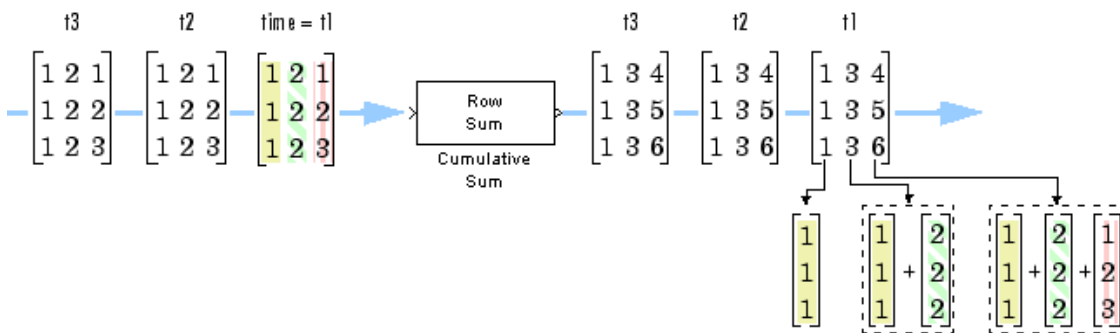 t3 t2 time = t1 t3 t2 t1
1 2 1 1 2 1 1 2 1 1 3 4 1 3 4 1 3 4
1 2 2 1 2 2 1 2 2 Row Sum 1 3 5 1 3 5 1 3 5
1 2 3 1 2 3 1 2 3 1 3 6 1 3 6 1 3 6
Cumulative
Sum
1 1 2 1 2 1
1 1 + 2 1 + 2 + 2
1 1 2 1 2 3